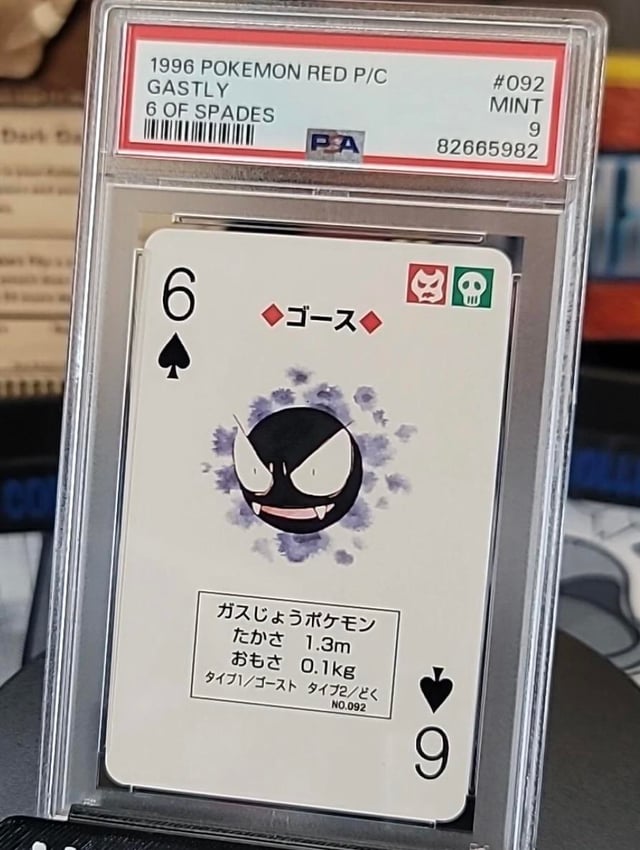 1996 POKEMON RED P/C #092
GASTLY MINT
6 OF SPADES 9
PSA 82665982
6
◆ゴース◆
ガスじょうポケモン
たかさ 1.3m
おもさ 0.1kg
タイプ1/ゴースト タイプ2/どく
NO.092
6